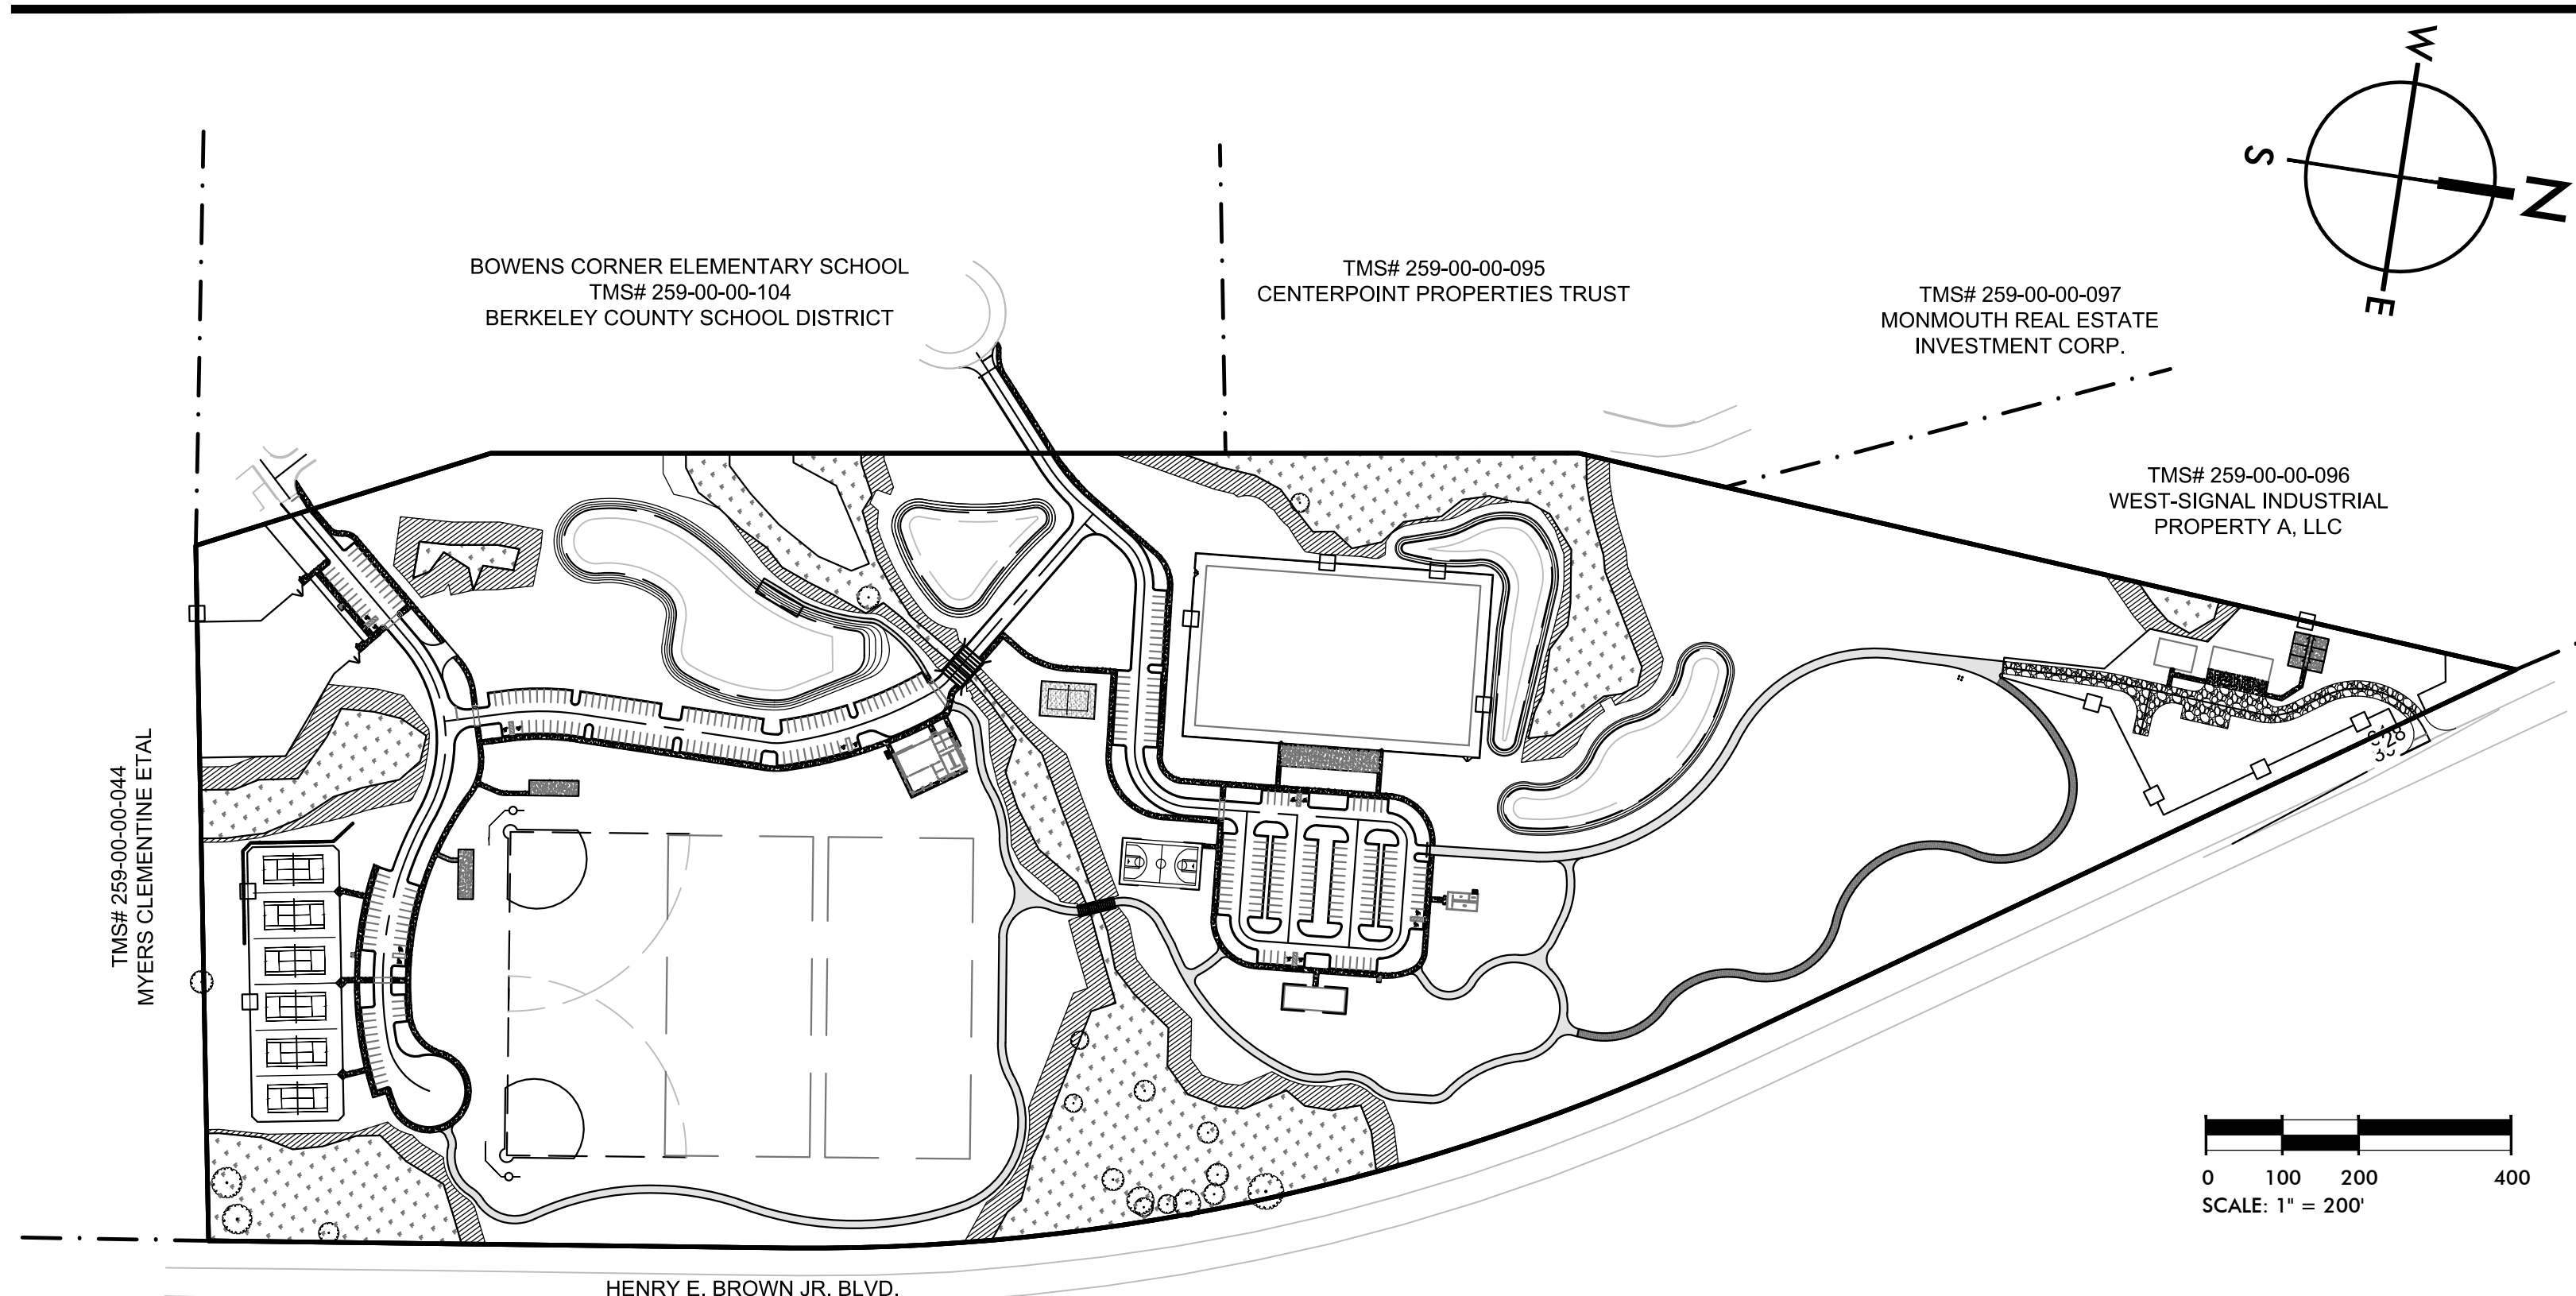 W
S
N
E
BOWENS CORNER ELEMENTARY SCHOOL
TMS# 259-00-00-104
BERKELEY COUNTY SCHOOL DISTRICT
TMS# 259-00-00-095
CENTERPOINT PROPERTIES TRUST
TMS# 259-00-00-097
MONMOUTH REAL ESTATE
INVESTMENT CORP.
TMS# 259-00-00-096
WEST-SIGNAL INDUSTRIAL
PROPERTY A, LLC
TMS# 259-00-00-044
MYERS CLEMENTINE ETAL
0 100 200 400
SCALE: 1" = 200'
HENRY E. BROWN JR. BLVD.